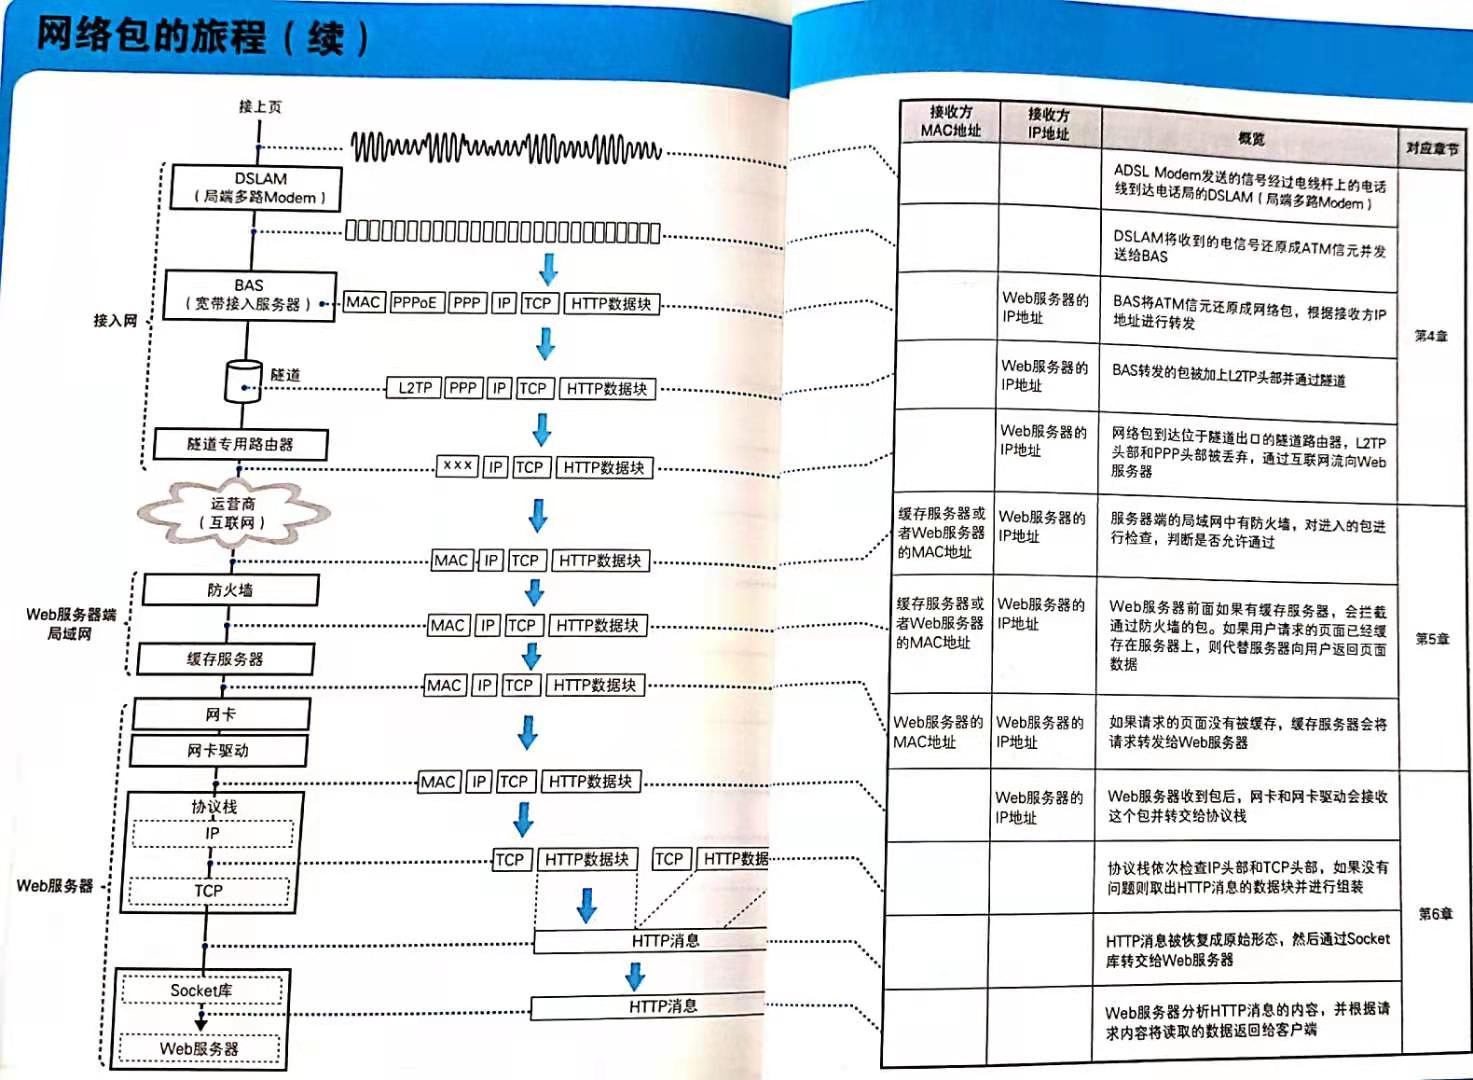 网络包的旅程（续）
接上页
DSLAM
（局端多路Modem）
BAS
（宽带接入服务器）
MAC PPPoE PPP IP TCP HTTP数据块
接入网
隧道
L2TP PPP IP TCP HTTP数据块
隧道专用路由器
××× IP TCP HTTP数据块
运营商
（互联网）
MAC IP TCP HTTP数据块
防火墙
Web服务器端
局域网
MAC IP TCP HTTP数据块
缓存服务器
MAC IP TCP HTTP数据块
网卡
网卡驱动
MAC IP TCP HTTP数据块
协议栈
IP
TCP HTTP数据块 TCP HTTP数据
TCP
Web服务器
HTTP消息
Socket库
HTTP消息
Web服务器
接收方
MAC地址
接收方
IP地址
概览
对应章节
ADSL Modem发送的信号经过电线杆上的电话
线到达电话局的DSLAM（局端多路Modem）
DSLAM将收到的电信号还原成ATM信元并发
送给BAS
Web服务器的
IP地址
BAS将ATM信元还原成网络包，根据接收方IP
地址进行转发
第4章
Web服务器的
IP地址
BAS转发的包被加上L2TP头部并通过隧道
Web服务器的
IP地址
网络包到达位于隧道出口的隧道路由器，L2TP
头部和PPP头部被丢弃，通过互联网流向Web
服务器
缓存服务器或
者Web服务器
的MAC地址
Web服务器的
IP地址
服务器端的局域网中有防火墙，对进入的包进
行检查，判断是否允许通过
缓存服务器或
者Web服务器
的MAC地址
Web服务器的
IP地址
Web服务器前面如果有缓存服务器，会拦截
通过防火墙的包。如果用户请求的页面已经缓
存在服务器上，则代替服务器向用户返回页面
数据
第5章
Web服务器的
MAC地址
Web服务器的
IP地址
如果请求的页面没有被缓存，缓存服务器会将
请求转发给Web服务器
Web服务器的
IP地址
Web服务器收到包后，网卡和网卡驱动会接收
这个包并转交给协议栈
协议栈依次检查IP头部和TCP头部，如果没有
问题则取出HTTP消息的数据块并进行组装
第6章
HTTP消息被恢复成原始形态，然后通过Socket
库转交给Web服务器
Web服务器分析HTTP消息的内容，并根据请
求内容将读取的数据返回给客户端